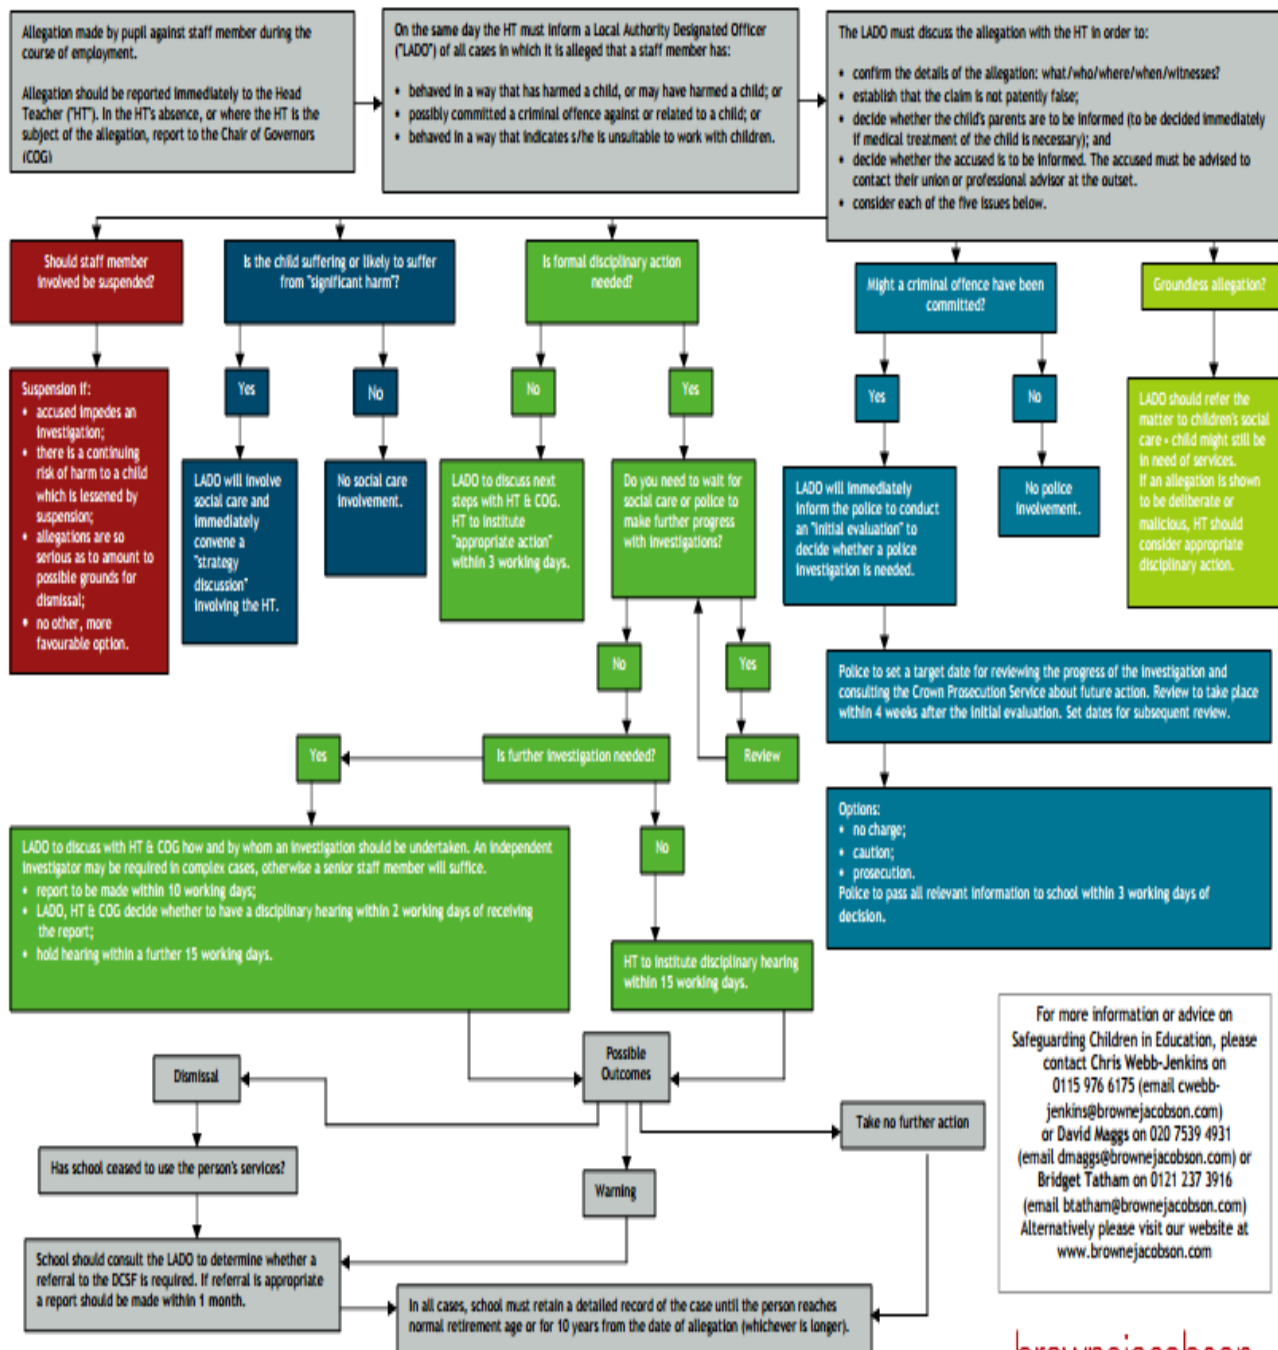 Allegation made by pupil against staff member during the
course of employment.
Allegation should be reported immediately to the Head
Teacher ("HT"). In the HT's absence, or where the HT is the
subject of the allegation, report to the Chair of Governors
(COG)
On the same day the HT must inform a Local Authority Designated Officer
("LADO") of all cases in which it is alleged that a staff member has:
• behaved in a way that has harmed a child, or may have harmed a child; or
• possibly committed a criminal offence against or related to a child; or
• behaved in a way that indicates s/he is unsuitable to work with children.
The LADO must discuss the allegation with the HT in order to:
• confirm the details of the allegation: what/who/where/when/witnesses?
• establish that the claim is not patently false;
• decide whether the child's parents are to be informed (to be decided immediately
if medical treatment of the child is necessary); and
• decide whether the accused is to be informed. The accused must be advised to
contact their union or professional advisor at the outset.
• consider each of the five issues below.
Should staff member
involved be suspended?
Is the child suffering or likely to suffer
from "significant harm"?
Is formal disciplinary action
needed?
Might a criminal offence have been
committed?
Groundless allegation?
Suspension if:
• accused impedes an
investigation;
• there is a continuing
risk of harm to a child
which is lessened by
suspension;
• allegations are so
serious as to amount to
possible grounds for
dismissal;
• no other, more
favourable option.
Yes
No
No
Yes
Yes
No
LADO will involve
social care and
immediately
convene a
"strategy
discussion"
involving the HT.
No social care
involvement.
LADO to discuss next
steps with HT & COG.
HT to institute
"appropriate action"
within 3 working days.
Do you need to wait for
social care or police to
make further progress
with investigations?
LADO will immediately
inform the police to conduct
an "initial evaluation" to
decide whether a police
investigation is needed.
No police
involvement.
LADO should refer the
matter to children's social
care - child might still be
in need of services.
If an allegation is shown
to be deliberate or
malicious, HT should
consider appropriate
disciplinary action.
No
Yes
Police to set a target date for reviewing the progress of the investigation and
consulting the Crown Prosecution Service about future action. Review to take place
within 4 weeks after the initial evaluation. Set dates for subsequent review.
Yes
Is further investigation needed?
Review
Options:
• no charge;
• caution;
• prosecution.
Police to pass all relevant information to school within 3 working days of
decision.
LADO to discuss with HT & COG how and by whom an investigation should be undertaken. An independent
investigator may be required in complex cases, otherwise a senior staff member will suffice.
• report to be made within 10 working days;
• LADO, HT & COG decide whether to have a disciplinary hearing within 2 working days of receiving
the report;
• hold hearing within a further 15 working days.
No
HT to institute disciplinary hearing
within 15 working days.
Possible
Outcomes
Dismissal
Take no further action
Has school ceased to use the person's services?
Warning
School should consult the LADO to determine whether a
referral to the DCSF is required. If referral is appropriate
a report should be made within 1 month.
In all cases, school must retain a detailed record of the case until the person reaches
normal retirement age or for 10 years from the date of allegation (whichever is longer).
For more information or advice on
Safeguarding Children in Education, please
contact Chris Webb-Jenkins on
0115 976 6175 (email cwebb-
jenkins@brownejacobson.com)
or David Maggs on 020 7539 4931
(email dmaggs@brownejacobson.com) or
Bridget Tatham on 0121 237 3916
(email btatham@brownejacobson.com)
Alternatively please visit our website at
www.brownejacobson.com
brownejacobson